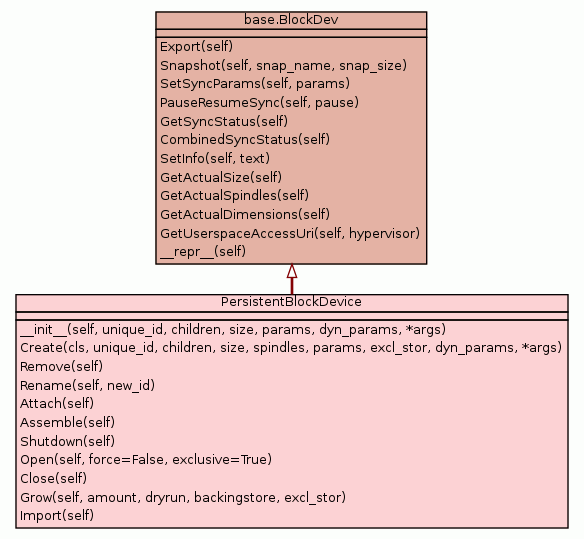 base.BlockDev
Export(self)
Snapshot(self, snap_name, snap_size)
SetSyncParams(self, params)
PauseResumeSync(self, pause)
GetSyncStatus(self)
CombinedSyncStatus(self)
SetInfo(self, text)
GetActualSize(self)
GetActualSpindles(self)
GetActualDimensions(self)
GetUserspaceAccessUri(self, hypervisor)
__repr__(self)
PersistentBlockDevice
__init__(self, unique_id, children, size, params, dyn_params, *args)
Create(cls, unique_id, children, size, spindles, params, excl_stor, dyn_params, *args)
Remove(self)
Rename(self, new_id)
Attach(self)
Assemble(self)
Shutdown(self)
Open(self, force=False, exclusive=True)
Close(self)
Grow(self, amount, dryrun, backingstore, excl_stor)
Import(self)